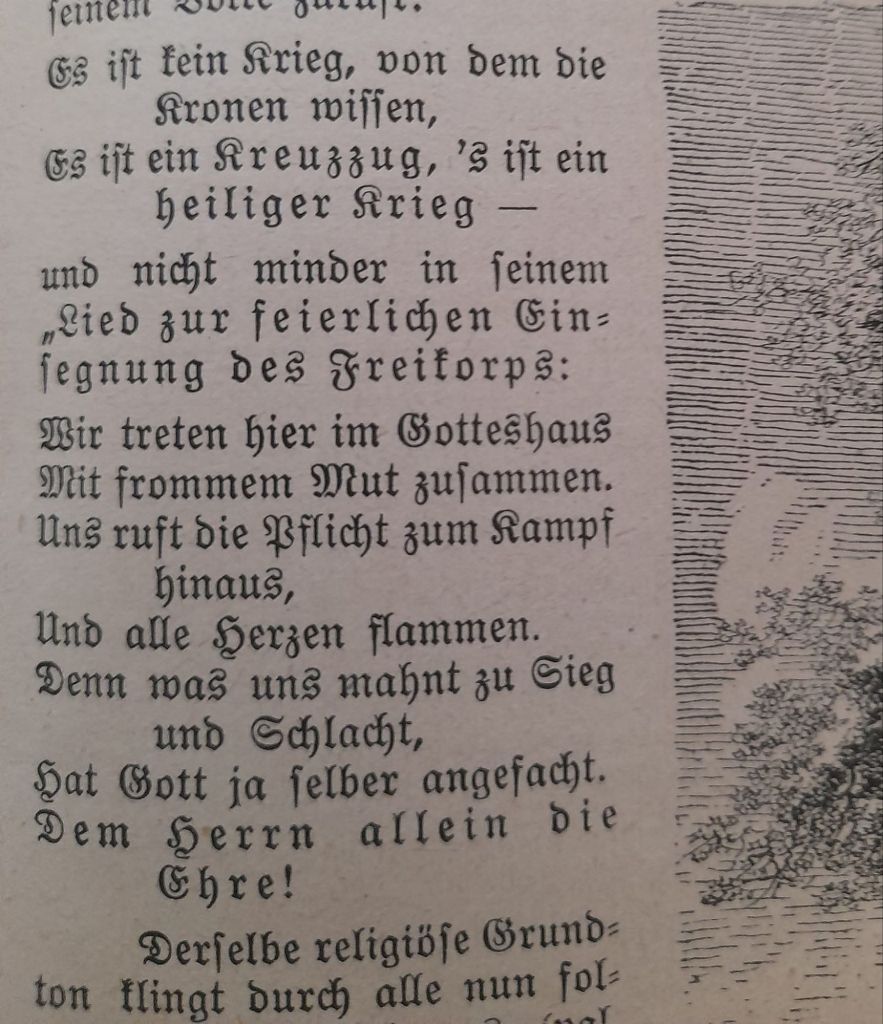 seinem Volke zuruft:
Es ist kein Krieg, von dem die
Kronen wissen,
Es ist ein Kreuzzug, 's ist ein
heiliger Krieg —
und nicht minder in seinem
„Lied zur feierlichen Ein-
segnung des Freikorps:
Wir treten hier im Gotteshaus
Mit frommem Mut zusammen.
Uns ruft die Pflicht zum Kampf
hinaus,
Und alle Herzen flammen.
Denn was uns mahnt zu Sieg
und Schlacht,
Hat Gott ja selber angefacht.
Dem Herrn allein die
Ehre!
Derselbe religiöse Grund-
ton klingt durch alle nun fol-